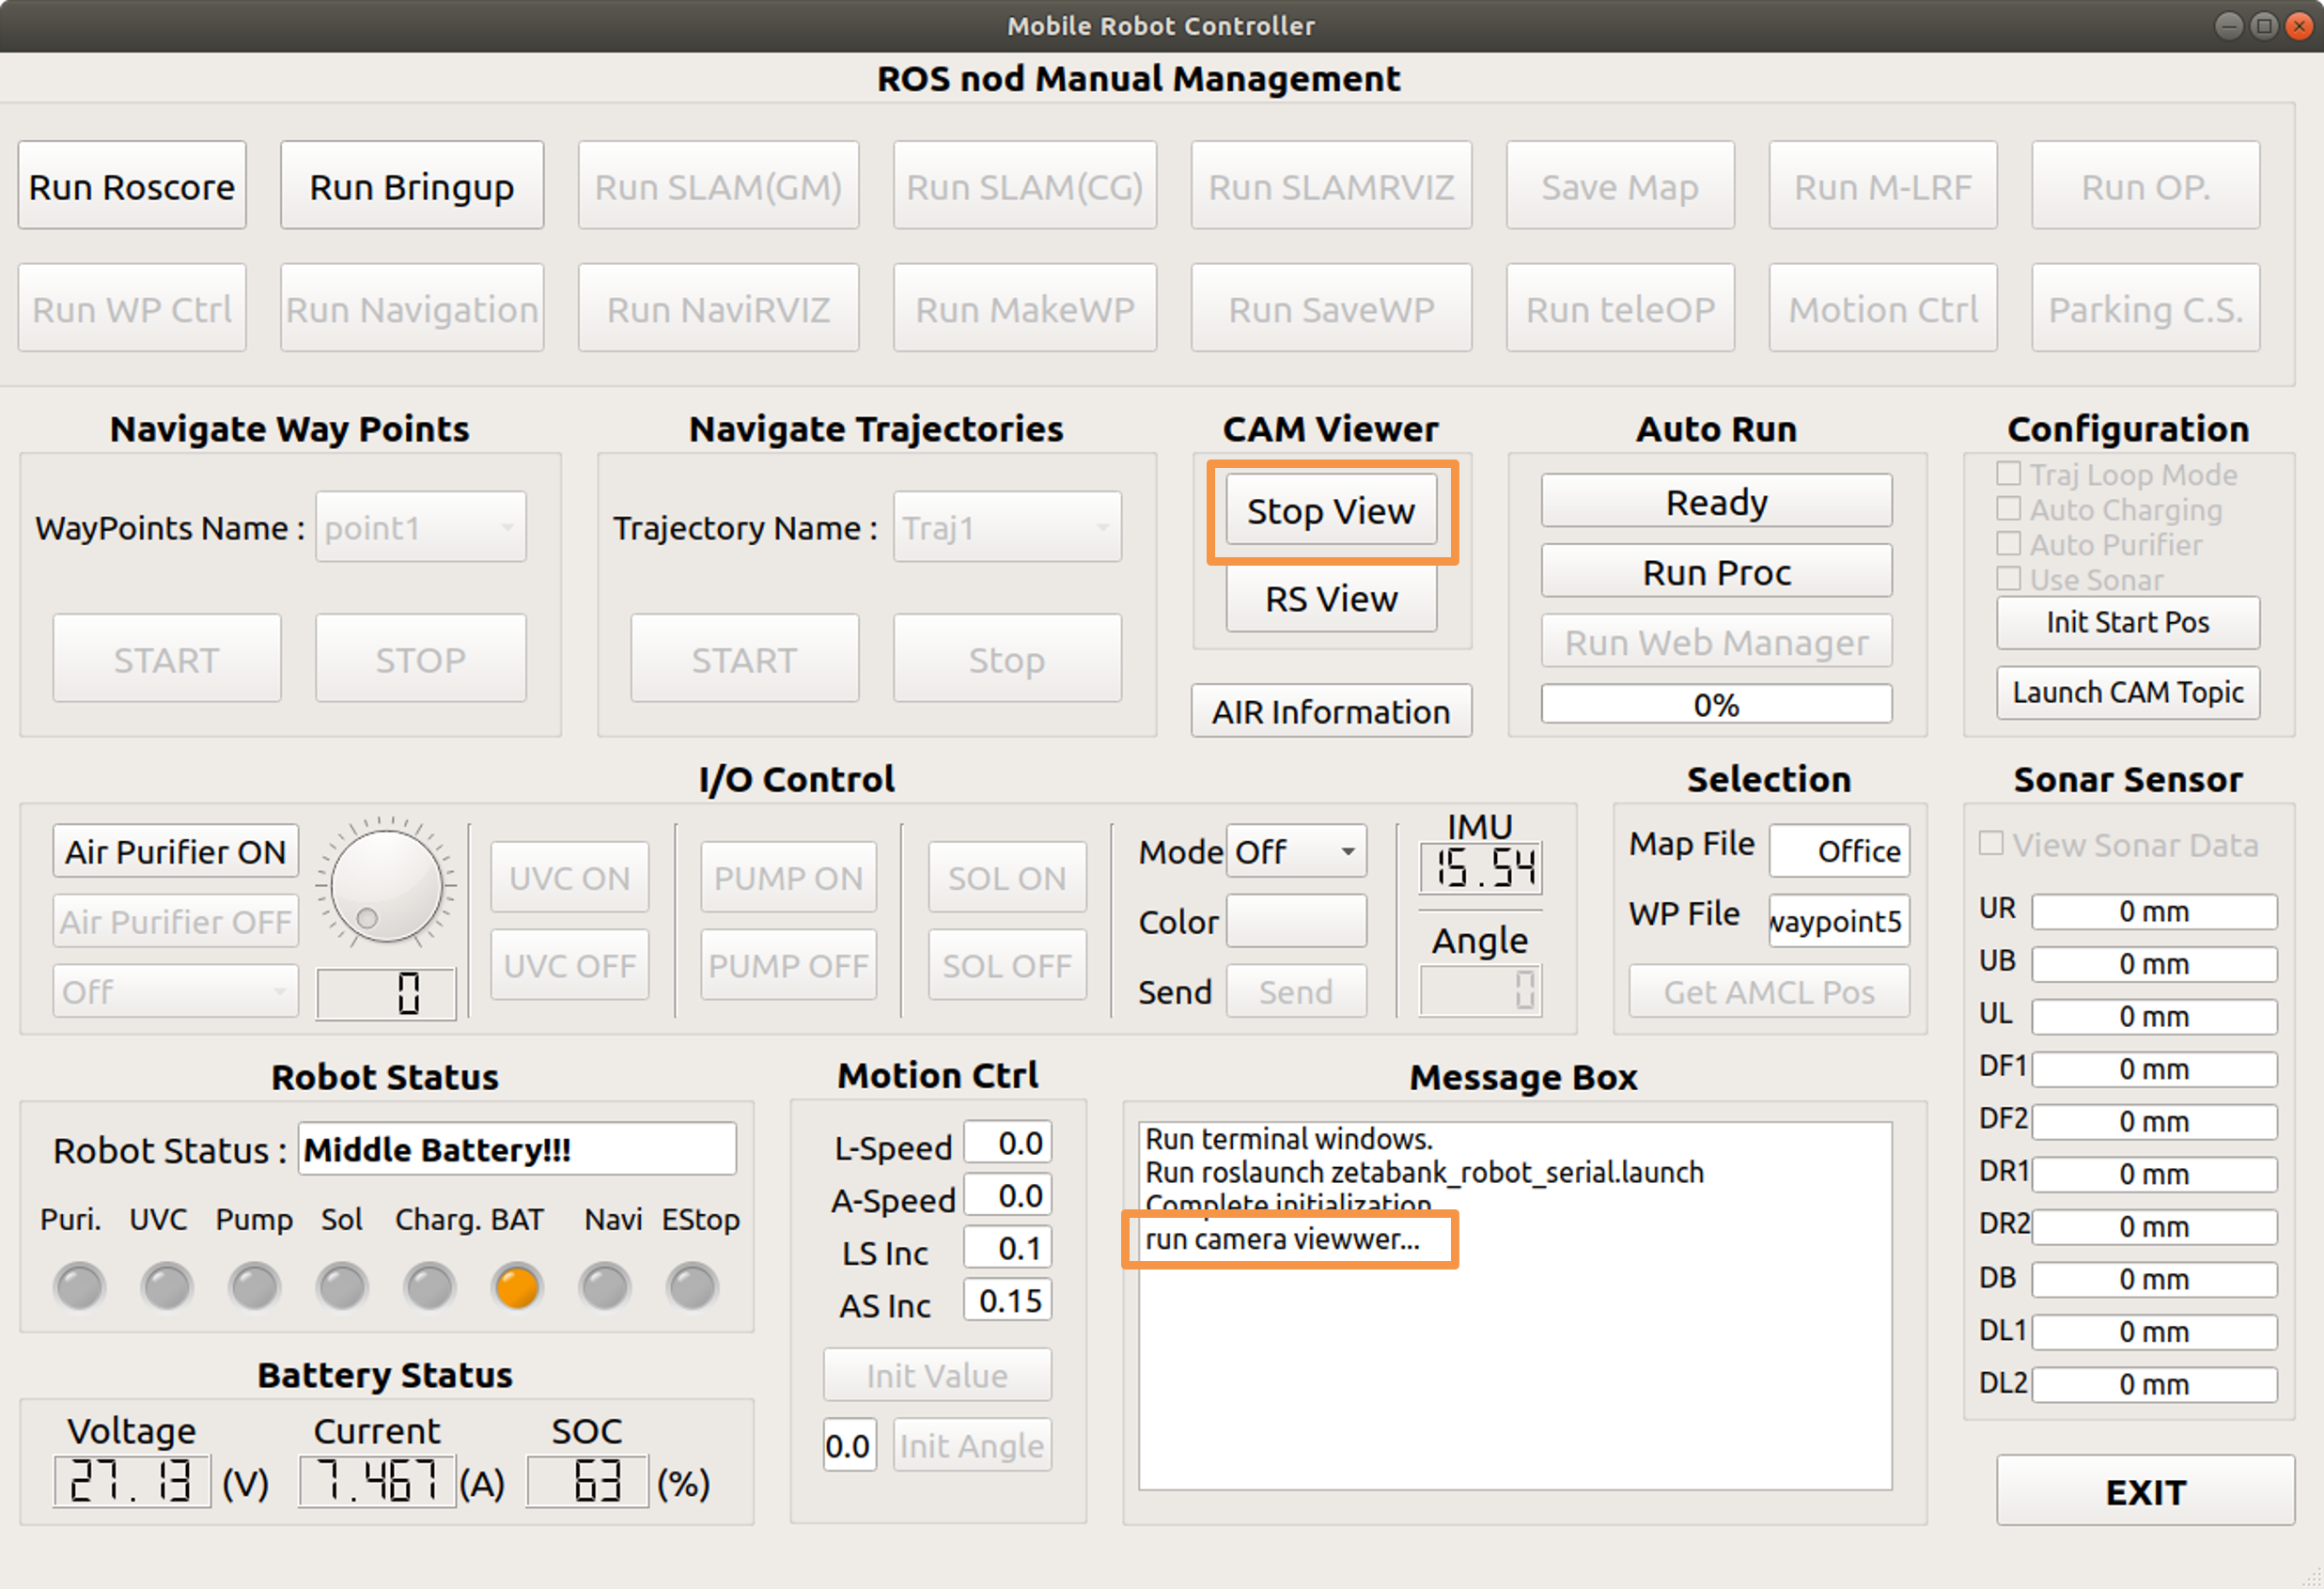 Mobile Robot Controller
ROS nod Manual Management
Run Roscore
Run Bringup
Run SLAM(GM)
Run SLAM(CG)
Run SLAMRVIZ
Save Map
Run M-LRF
Run OP.
Run WP Ctrl
Run Navigation
Run NaviRVIZ
Run MakeWP
Run SaveWP
Run teleOP
Motion Ctrl
Parking C.S.
Navigate Way Points
WayPoints Name :
point1
START
STOP
Navigate Trajectories
Trajectory Name :
Traj1
START
Stop
CAM Viewer
Stop View
RS View
AIR Information
Auto Run
Ready
Run Proc
Run Web Manager
0%
Configuration
Traj Loop Mode
Auto Charging
Auto Purifier
Use Sonar
Init Start Pos
Launch CAM Topic
I/O Control
Air Purifier ON
Air Purifier OFF
Off
0
UVC ON
UVC OFF
PUMP ON
PUMP OFF
SOL ON
SOL OFF
Mode
Off
Color
Send
Send
IMU
15.54
Angle
0
Selection
Map File
Office
WP File
waypoint5
Get AMCL Pos
Sonar Sensor
View Sonar Data
UR 0 mm
UB 0 mm
UL 0 mm
DF1 0 mm
DF2 0 mm
DR1 0 mm
DR2 0 mm
DB 0 mm
DL1 0 mm
DL2 0 mm
Robot Status
Robot Status :
Middle Battery!!!
Puri. UVC Pump Sol Charg. BAT Navi EStop
Battery Status
Voltage
27.13 (V)
Current
7.467 (A)
SOC
63 (%)
Motion Ctrl
L-Speed 0.0
A-Speed 0.0
LS Inc 0.1
AS Inc 0.15
Init Value
0.0
Init Angle
Message Box
Run terminal windows.
Run roslaunch zetabank_robot_serial.launch
Complete initialization
run camera viewwer...
EXIT